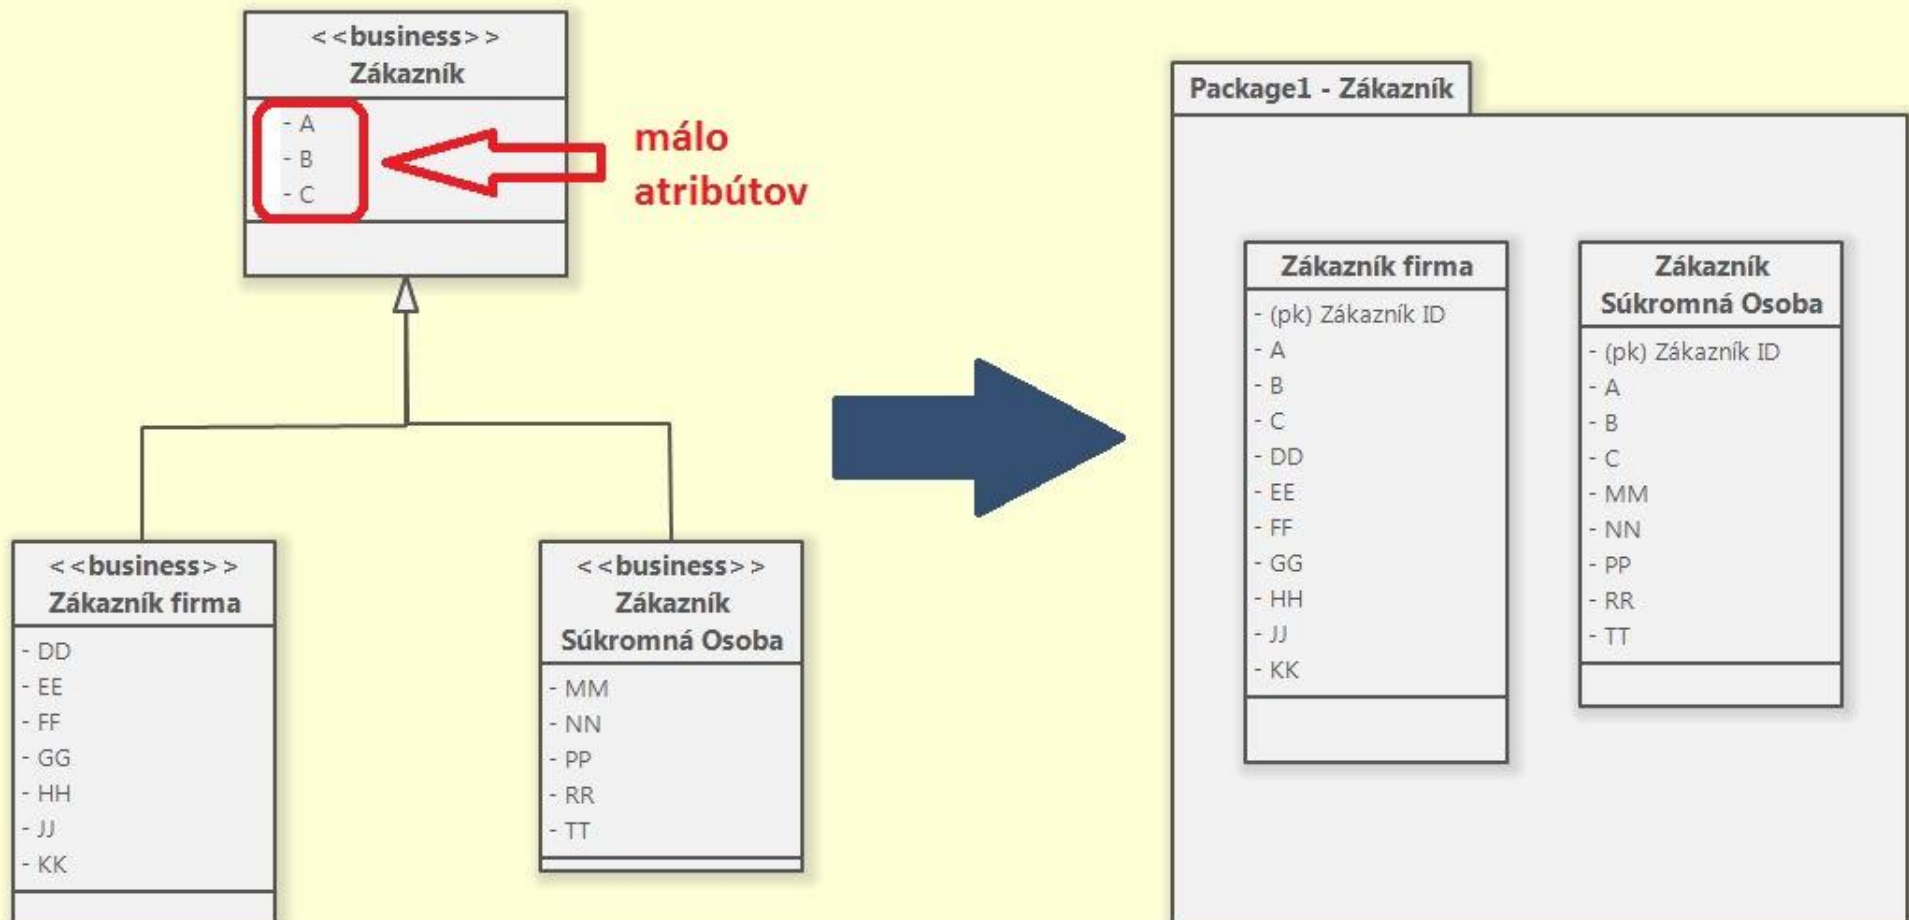 <<business>>
Zákazník
- A
- B
- C
málo
atribútov
<<business>>
Zákazník firma
- DD
- EE
- FF
- GG
- HH
- JJ
- KK
<<business>>
Zákazník
Súkromná Osoba
- MM
- NN
- PP
- RR
- TT
Package1 - Zákazník
Zákazník firma
- (pk) Zákazník ID
- A
- B
- C
- DD
- EE
- FF
- GG
- HH
- JJ
- KK
Zákazník
Súkromná Osoba
- (pk) Zákazník ID
- A
- B
- C
- MM
- NN
- PP
- RR
- TT